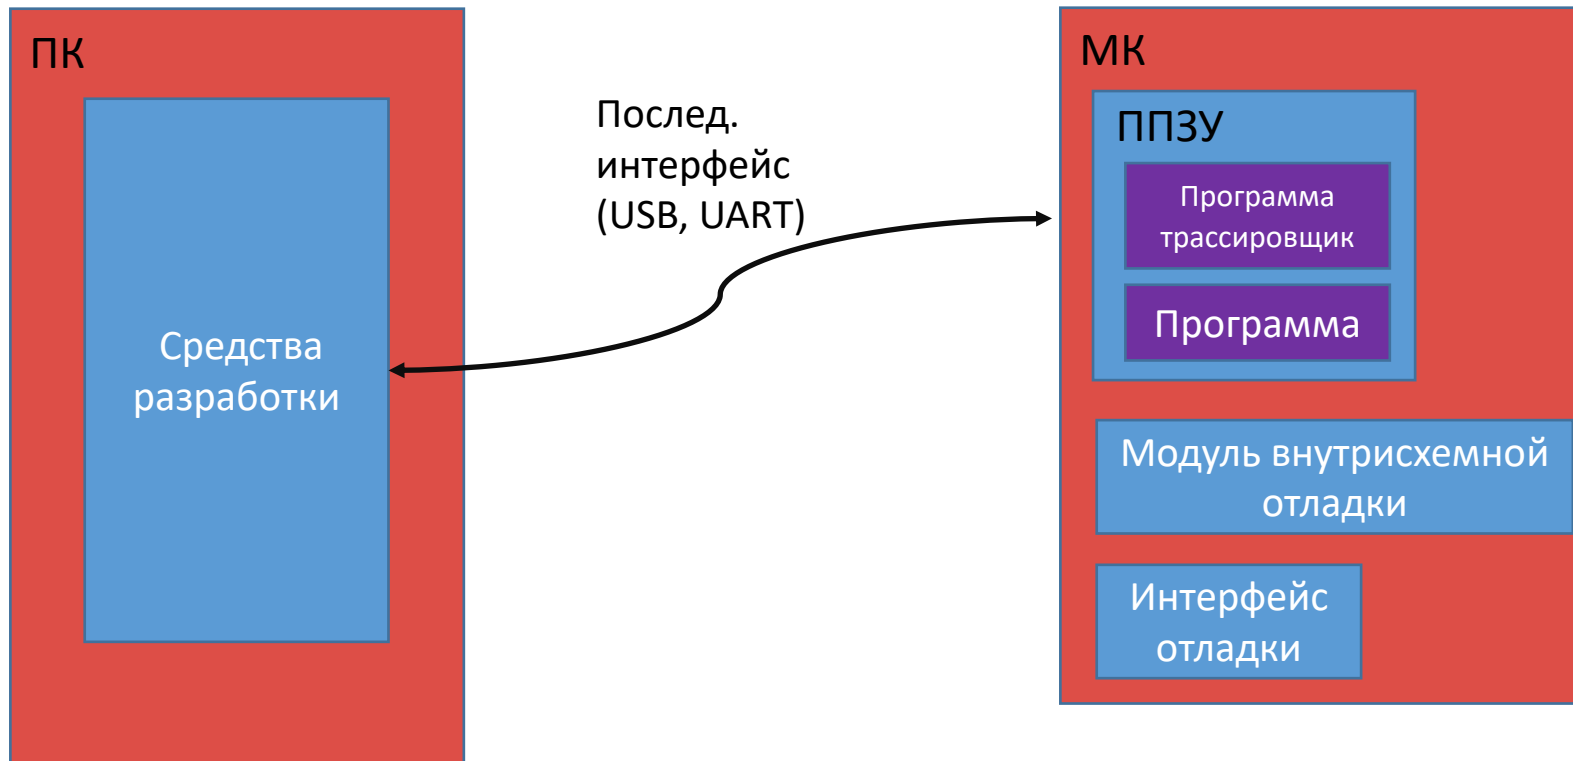 ПК
Средства
разработки
Послед.
интерфейс
(USB, UART)
МК
ППЗУ
Программа
трассировщик
Программа
Модуль внутрисхемной
отладки
Интерфейс
отладки